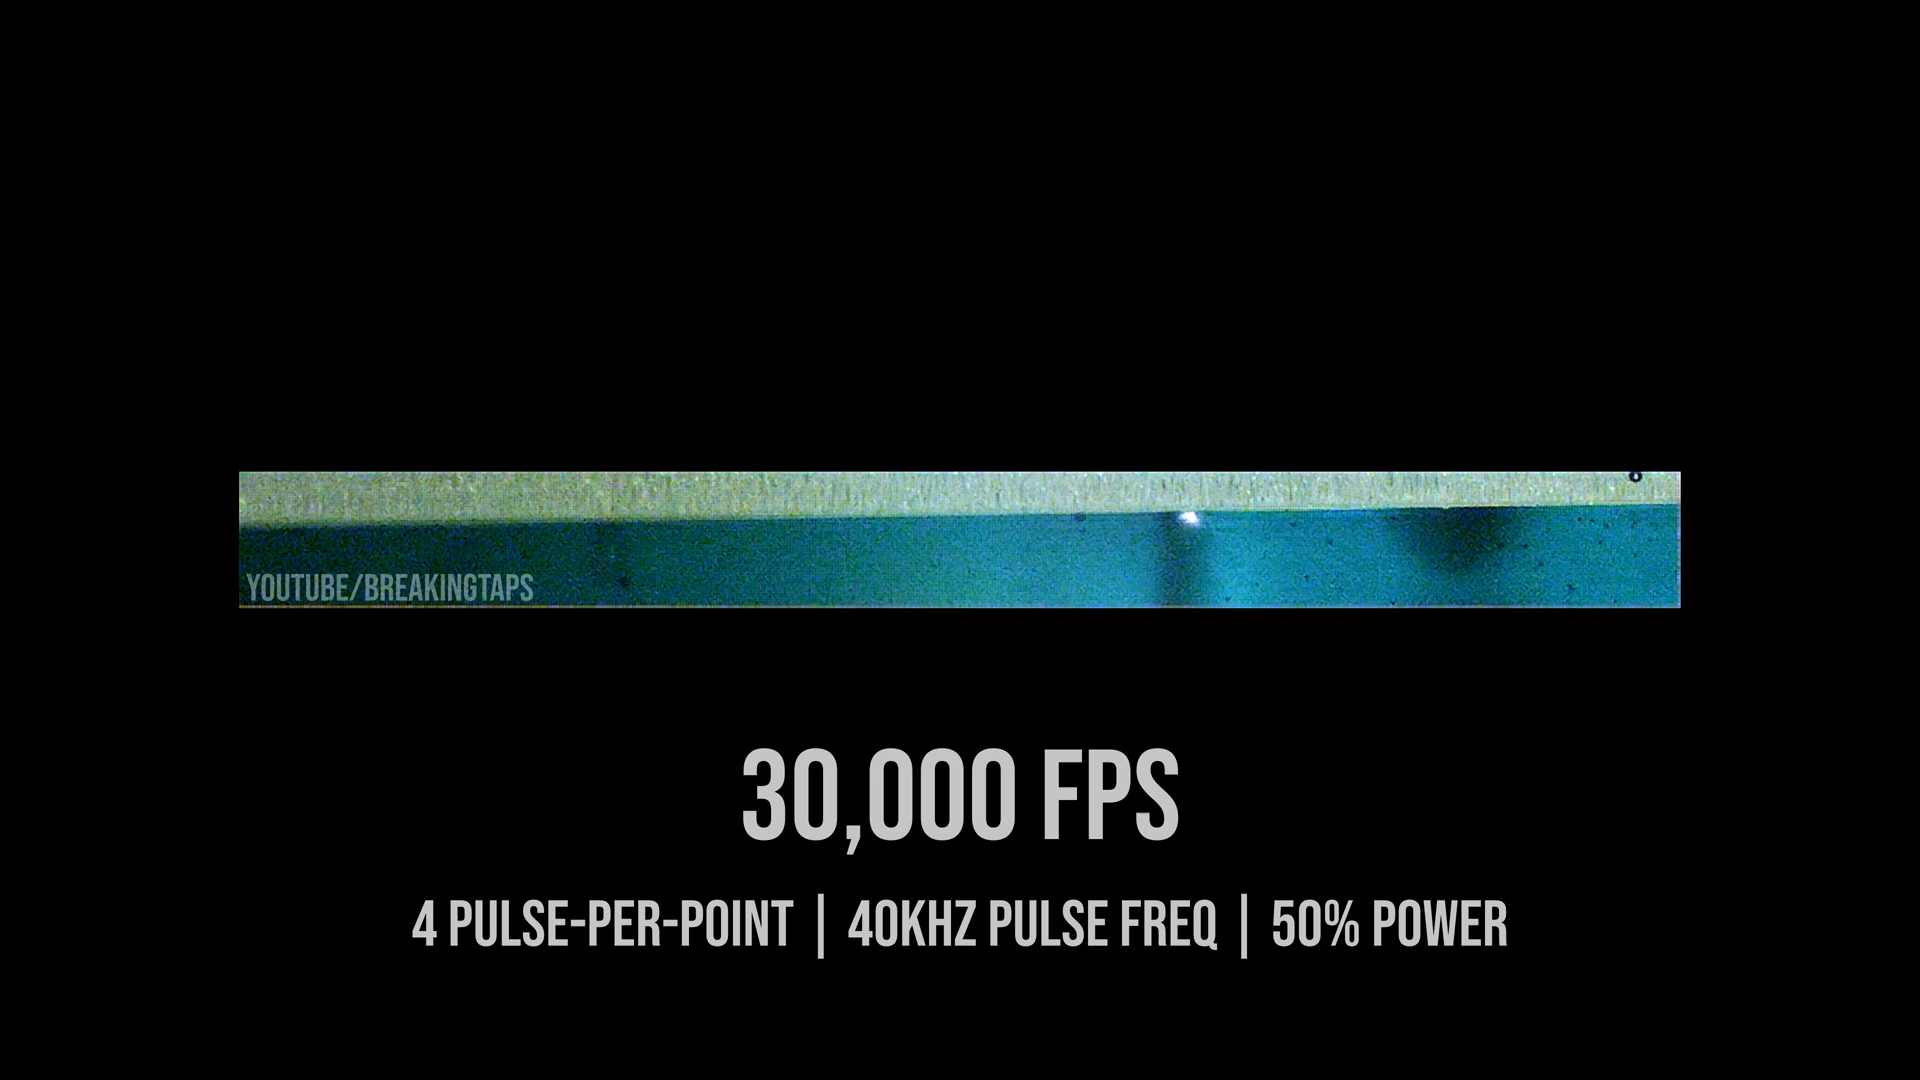 YOUTUBE/BREAKINGTAPS
30,000 FPS
4 PULSE-PER-POINT | 40KHZ PULSE FREQ | 50% POWER